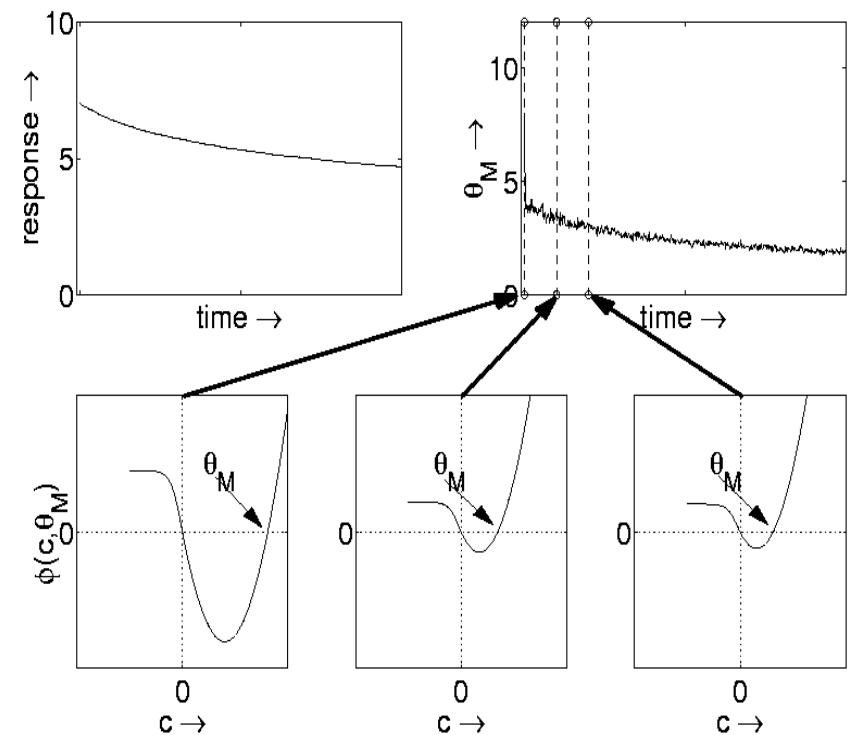 10
5
0
response →
time →
10
5
0
θM →
time →
ϕ(c,θM)
0
θM
0
c →
0
θM
0
c →
0
θM
0
c →